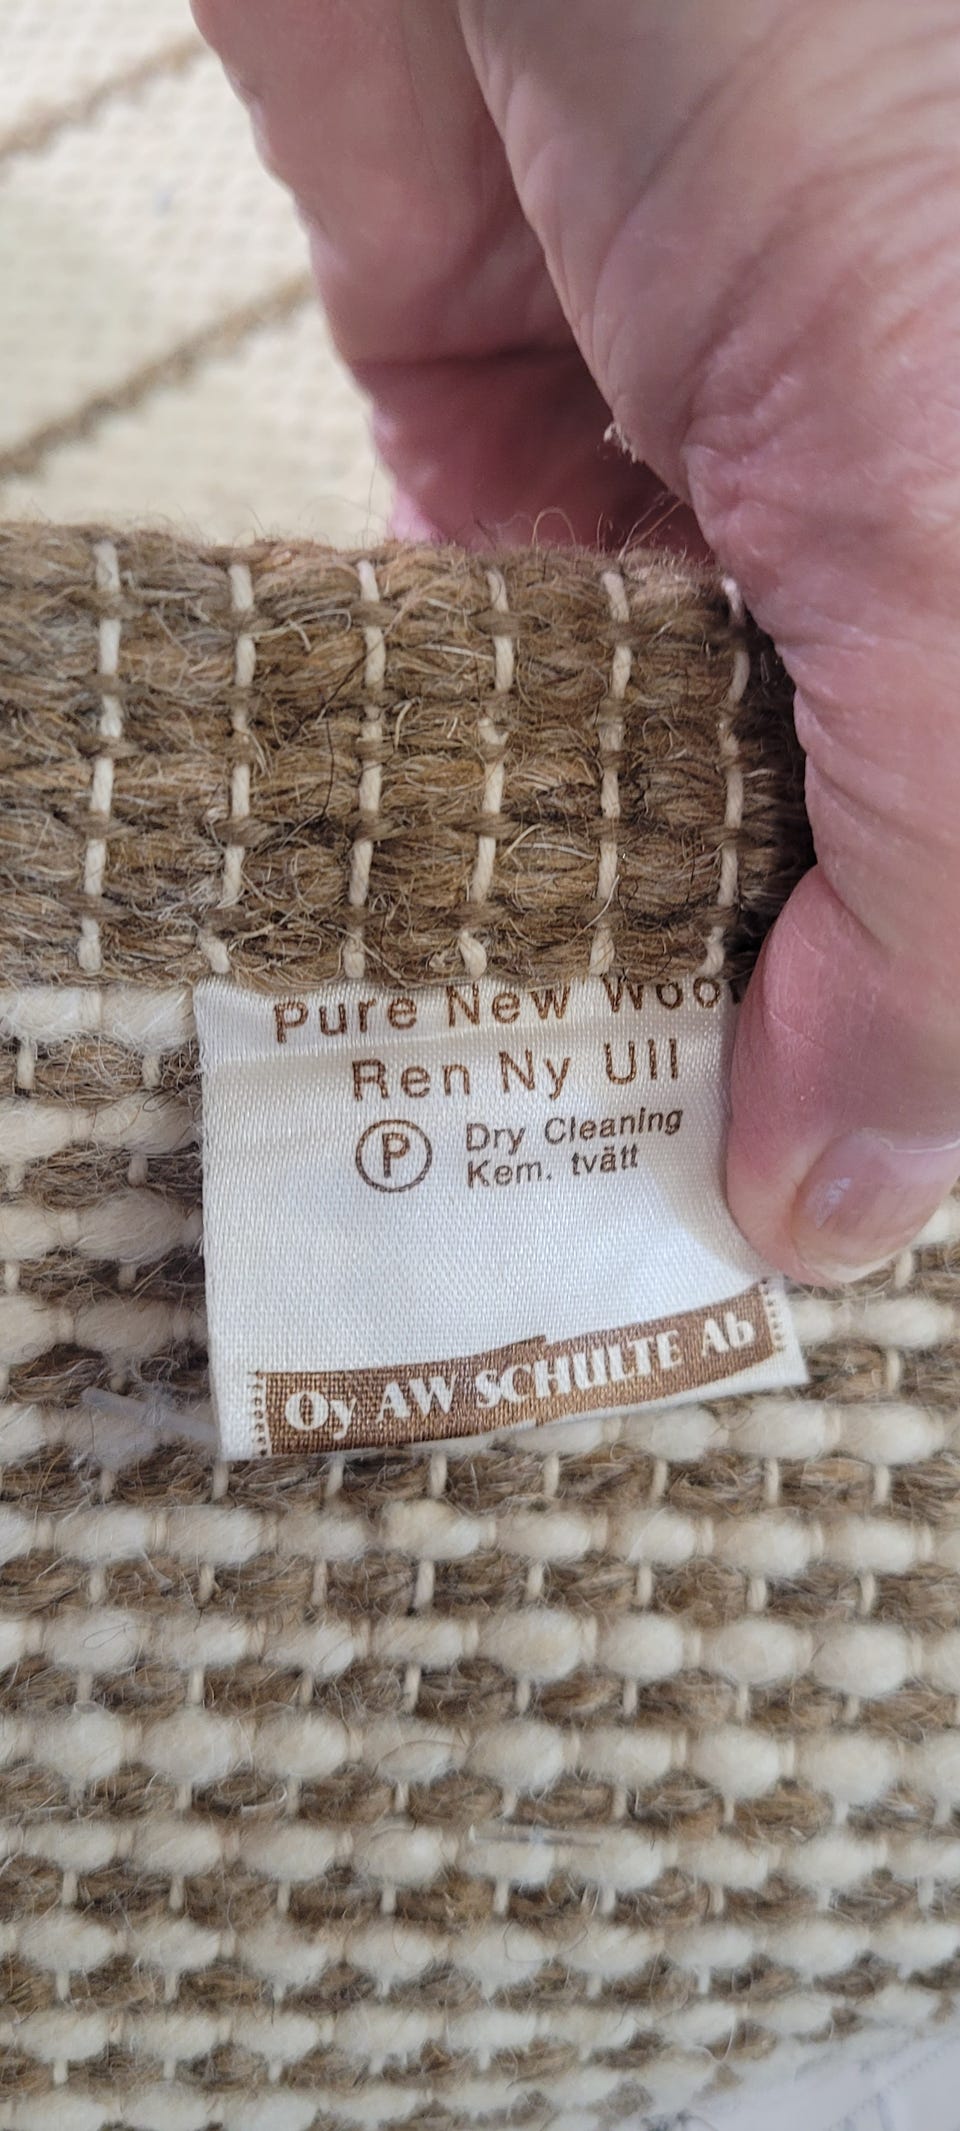 Pure New Wool
Ren Ny Ull
P Dry Cleaning
Kem. tvätt
Oy AW SCHULTE Ab